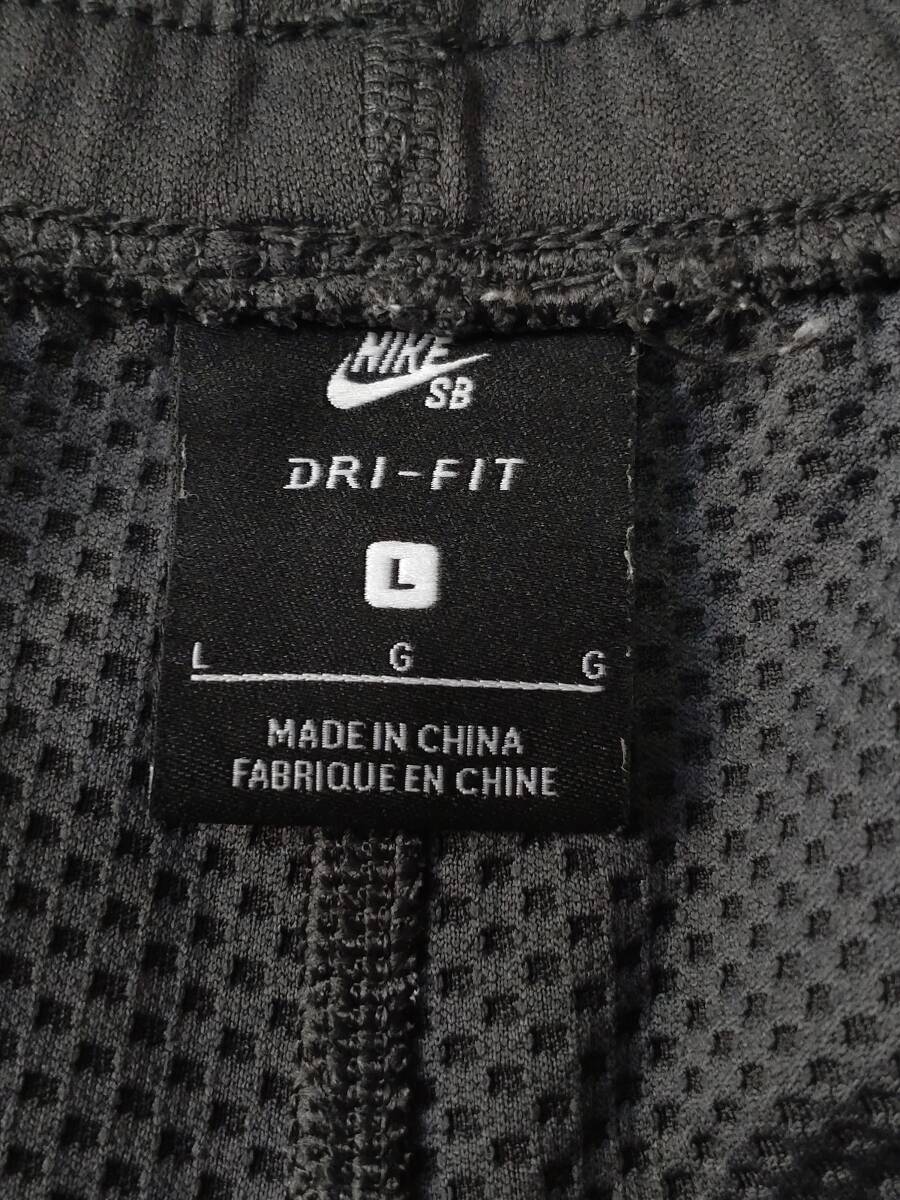 NIKE
SB
DRI-FIT
L
L G G
MADE IN CHINA
FABRIQUE EN CHINE